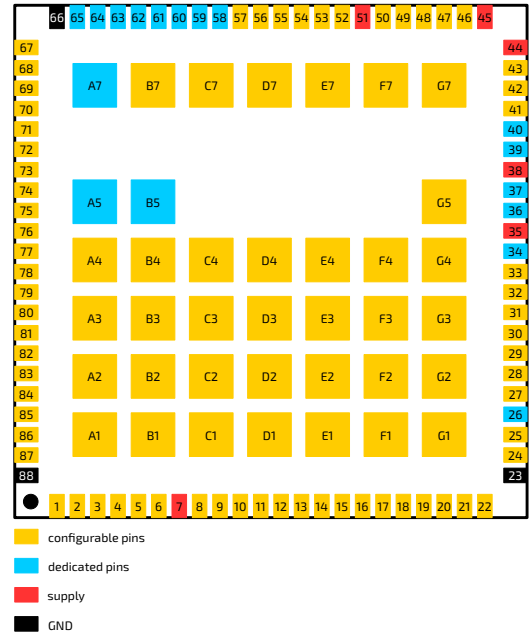 66 65 64 63 62 61 60 59 58 57 56 55 54 53 52 51 50 49 48 47 46 45
67 44
68 43
69 A7 B7 C7 D7 E7 F7 G7 42
70 41
71 40
72 39
73 38
74 37
75 A5 B5 G5 36
76 35
77 A4 B4 C4 D4 E4 F4 G4 34
78 33
79 32
80 A3 B3 C3 D3 E3 F3 G3 31
81 30
82 29
83 A2 B2 C2 D2 E2 F2 G2 28
84 27
85 26
86 A1 B1 C1 D1 E1 F1 G1 25
87 24
88 23
1 2 3 4 5 6 7 8 9 10 11 12 13 14 15 16 17 18 19 20 21 22
configurable pins
dedicated pins
supply
GND